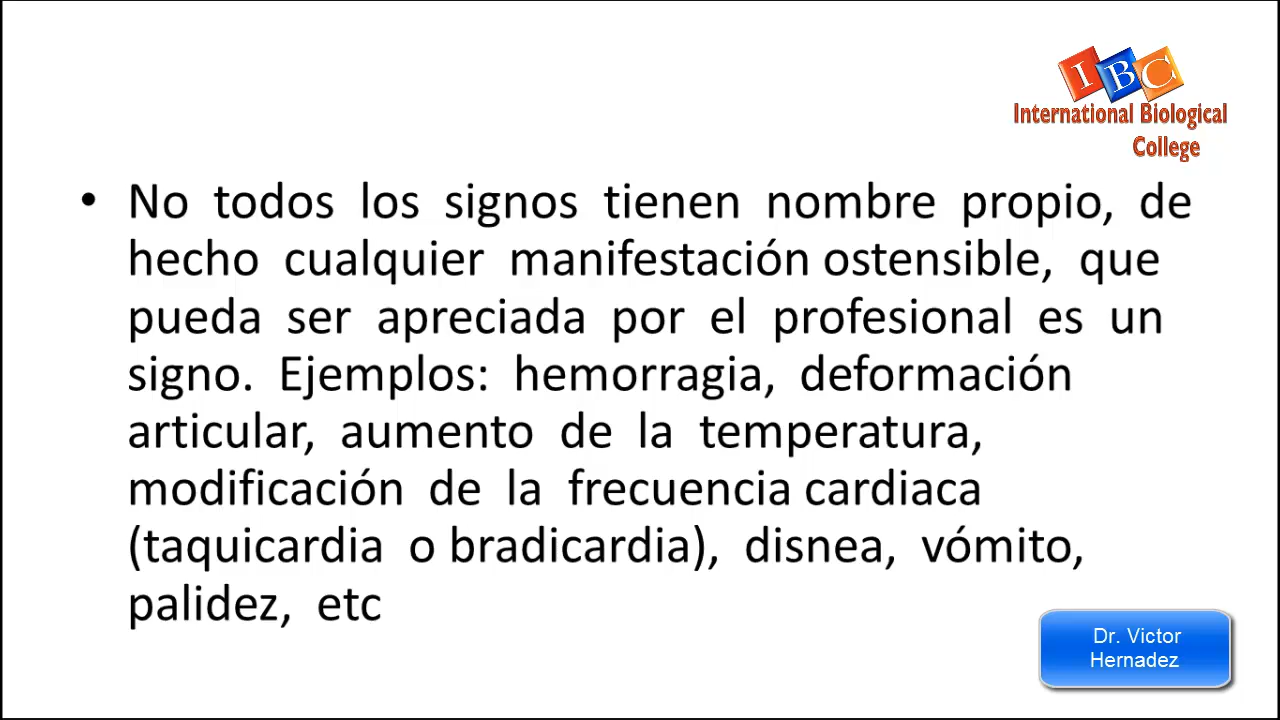 IBC
International Biological
College
• No todos los signos tienen nombre propio, de
hecho cualquier manifestación ostensible, que
pueda ser apreciada por el profesional es un
signo. Ejemplos: hemorragia, deformación
articular, aumento de la temperatura,
modificación de la frecuencia cardiaca
(taquicardia o bradicardia), disnea, vómito,
palidez, etc
Dr. Victor
Hernadez